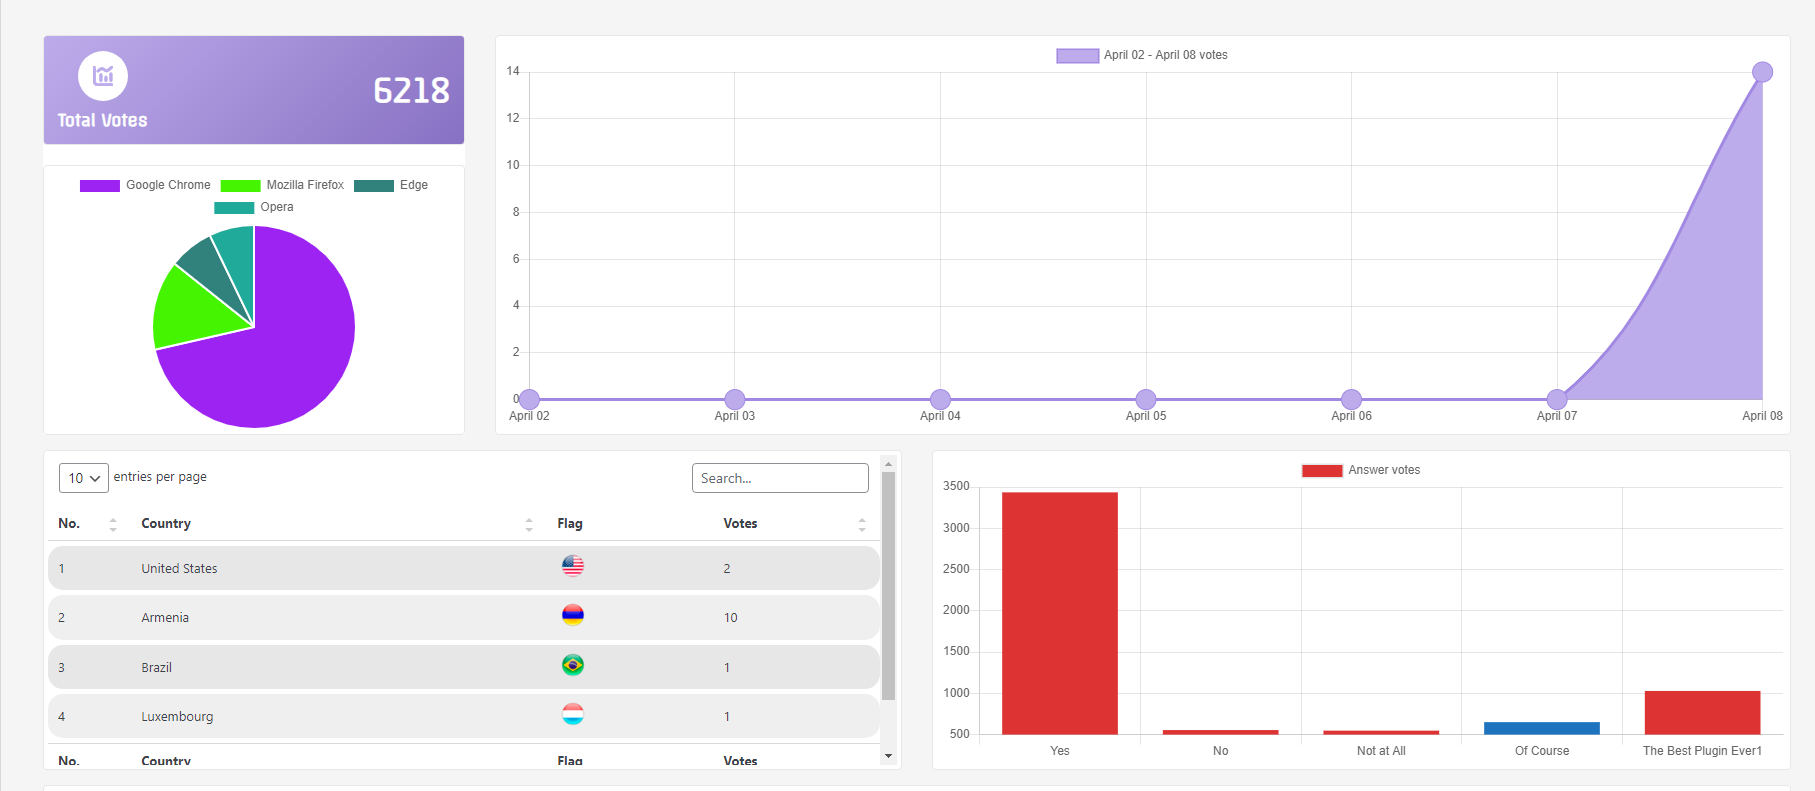 6218
Total Votes
Google Chrome Mozilla Firefox Edge
Opera
April 02 - April 08 votes
14
12
10
8
6
4
2
0
April 02 April 03 April 04 April 05 April 06 April 07 April 08
10 entries per page Search...
No. Country Flag Votes
1 United States 2
2 Armenia 10
3 Brazil 1
4 Luxembourg 1
No. Country Flag Votes
Answer votes
3500
3000
2500
2000
1500
1000
500
Yes No Not at All Of Course The Best Plugin Ever1